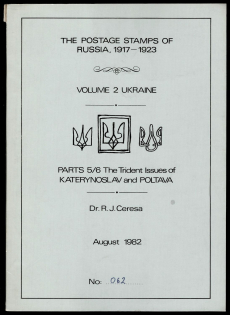 THE POSTAGE STAMPS OF
RUSSIA, 1917-1923
VOLUME 2 UKRAINE
PARTS 5/6 The Trident Issues of
KATERYNOSLAV and POLTAVA
Dr. R. J. Ceresa
August 1982
No: 062